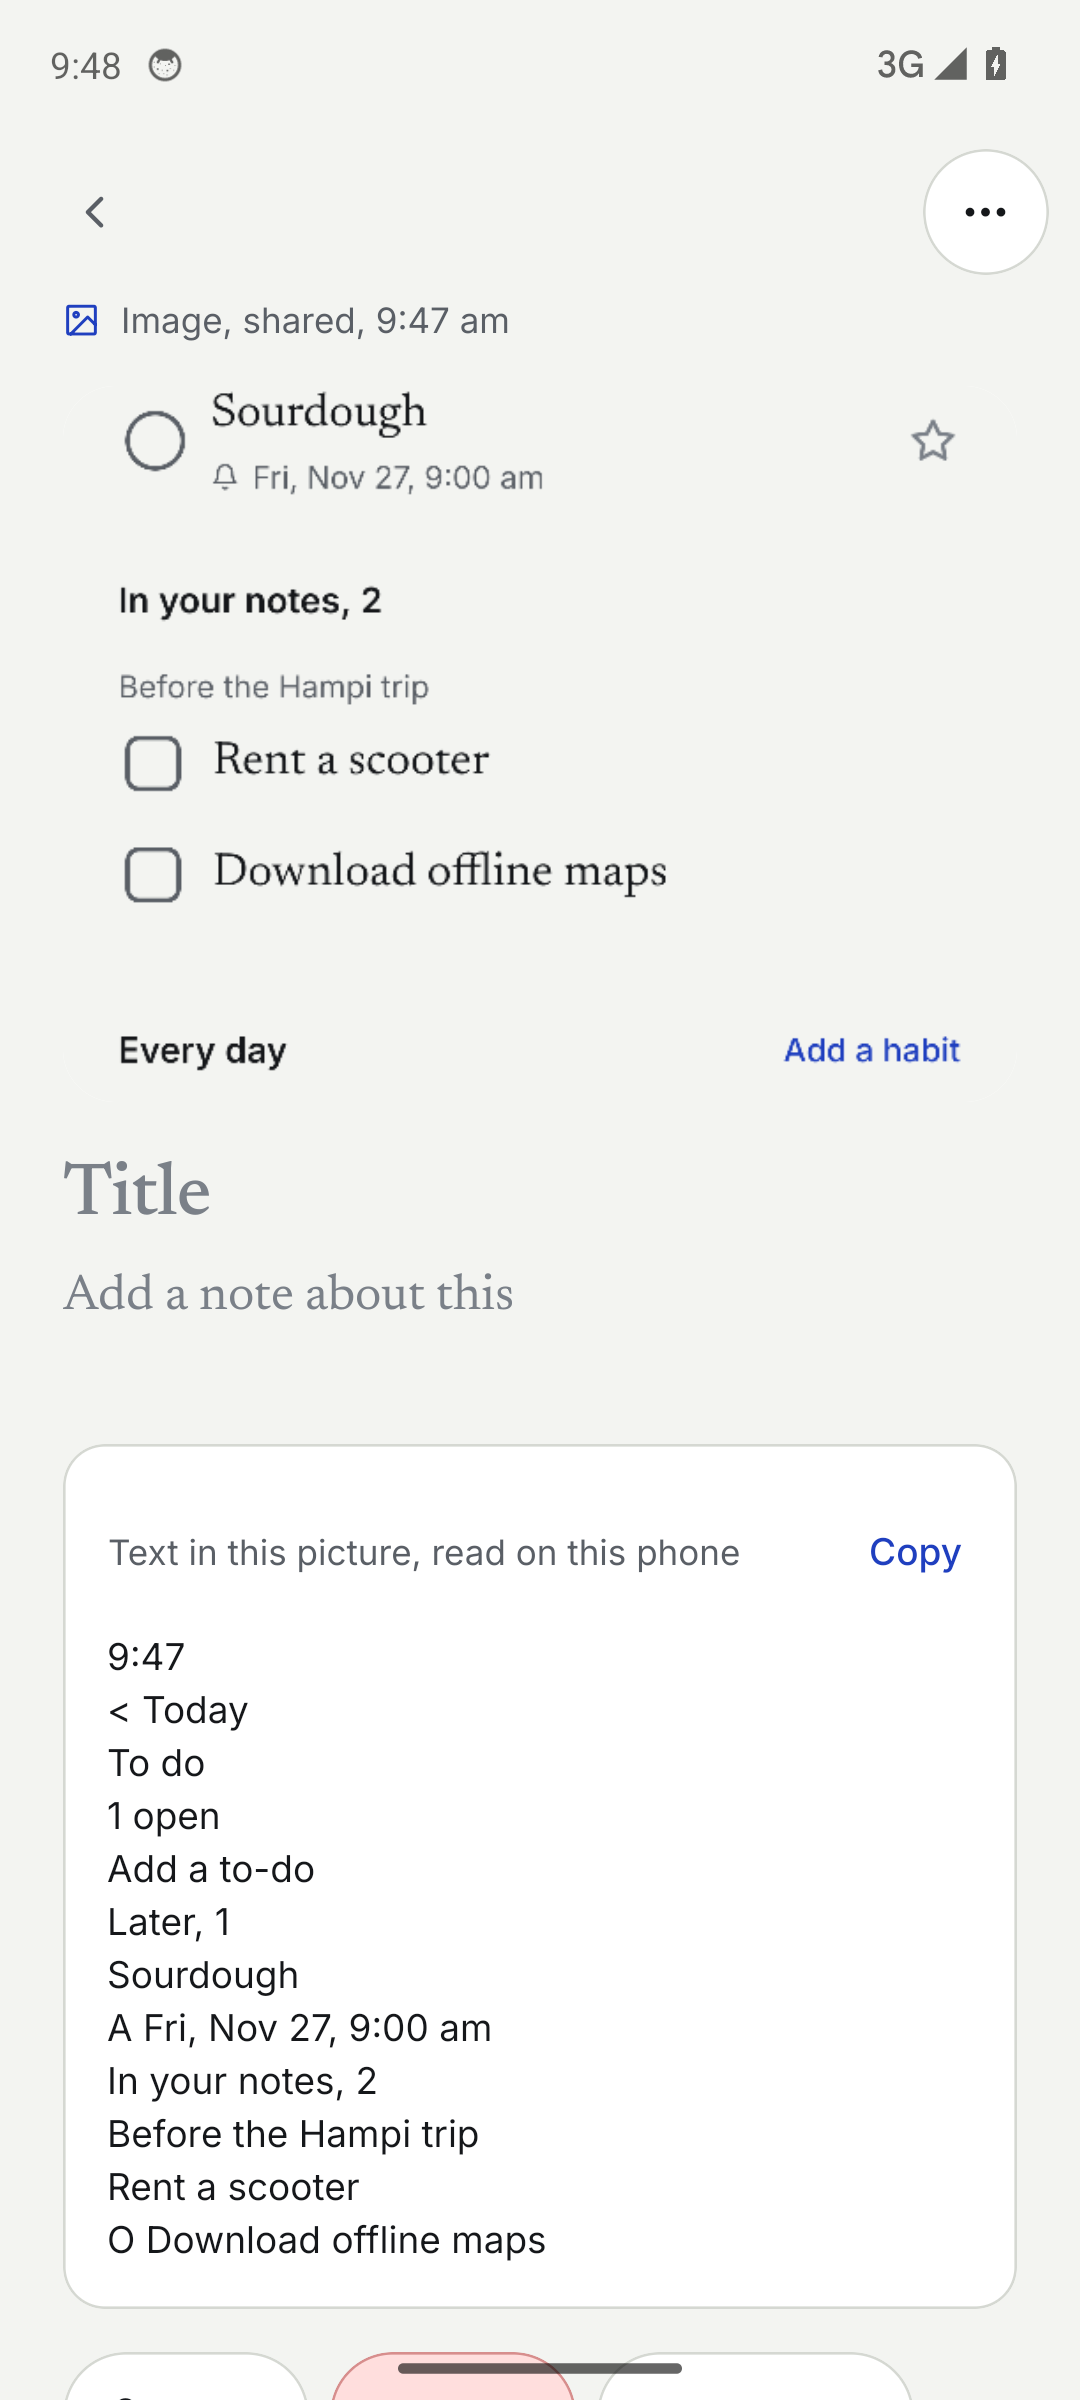 9:48
3G
Image, shared, 9:47 am
Sourdough
Fri, Nov 27, 9:00 am
In your notes, 2
Before the Hampi trip
Rent a scooter
Download offline maps
Every day
Add a habit
Title
Add a note about this
Text in this picture, read on this phone
Copy
9:47
< Today
To do
1 open
Add a to-do
Later, 1
Sourdough
A Fri, Nov 27, 9:00 am
In your notes, 2
Before the Hampi trip
Rent a scooter
O Download offline maps